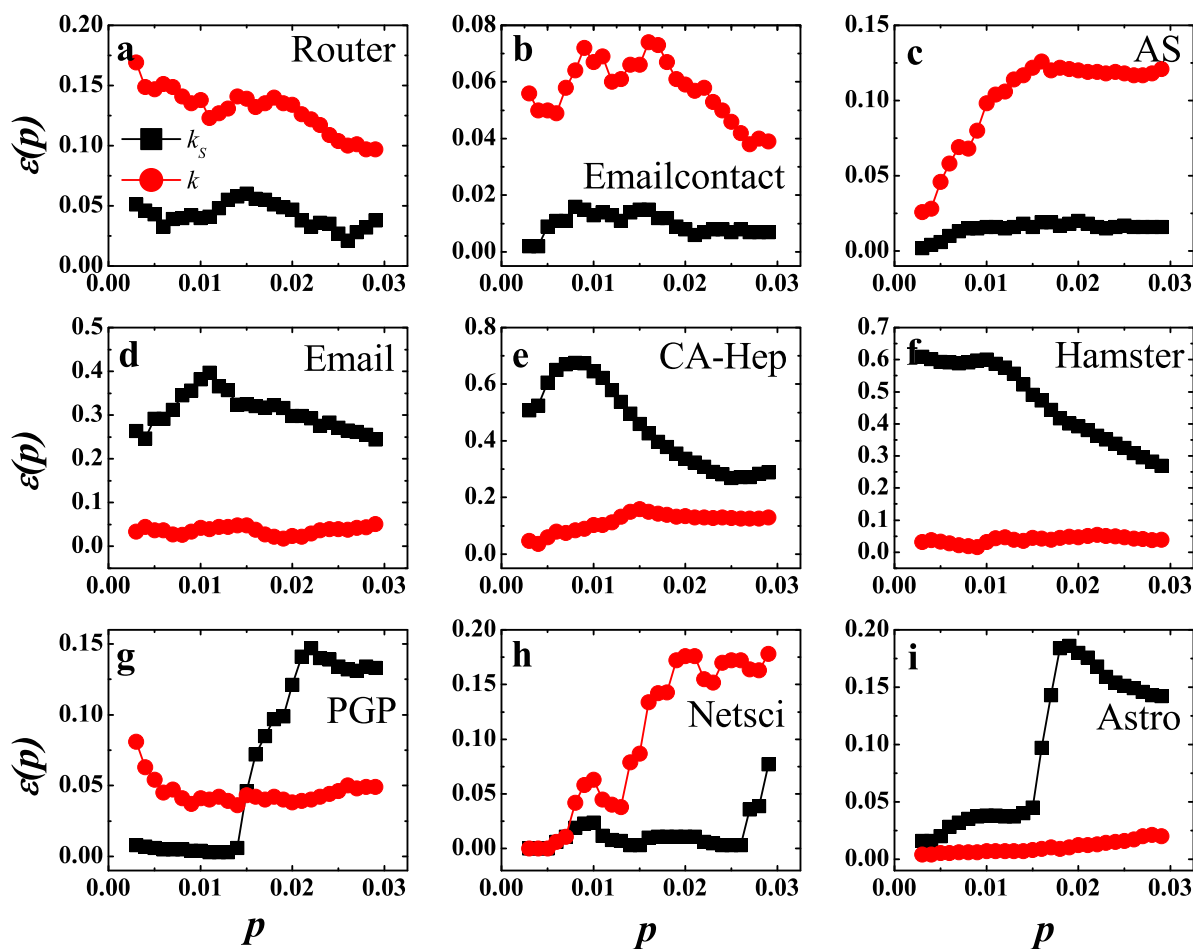 a Router
0.20
0.15
0.10
0.05
0.00
ε(p)
k_S
k
0.00 0.01 0.02 0.03
b
0.08
0.06
0.04
0.02
0.00
Emailcontact
0.00 0.01 0.02 0.03
c AS
0.15
0.10
0.05
0.00
0.00 0.01 0.02 0.03
d Email
0.4
0.3
0.2
0.1
0.0
ε(p)
0.00 0.01 0.02 0.03
e CA-Hep
0.8
0.6
0.4
0.2
0.0
0.00 0.01 0.02 0.03
f Hamster
0.7
0.6
0.5
0.4
0.3
0.2
0.1
0.0
0.00 0.01 0.02 0.03
g
0.15
0.10
0.05
0.00
PGP
ε(p)
0.00 0.01 0.02 0.03
p
h
0.20
0.15
0.10
0.05
0.00
Netsci
0.00 0.01 0.02 0.03
p
i
0.20
0.15
0.10
0.05
0.00
Astro
0.00 0.01 0.02 0.03
p